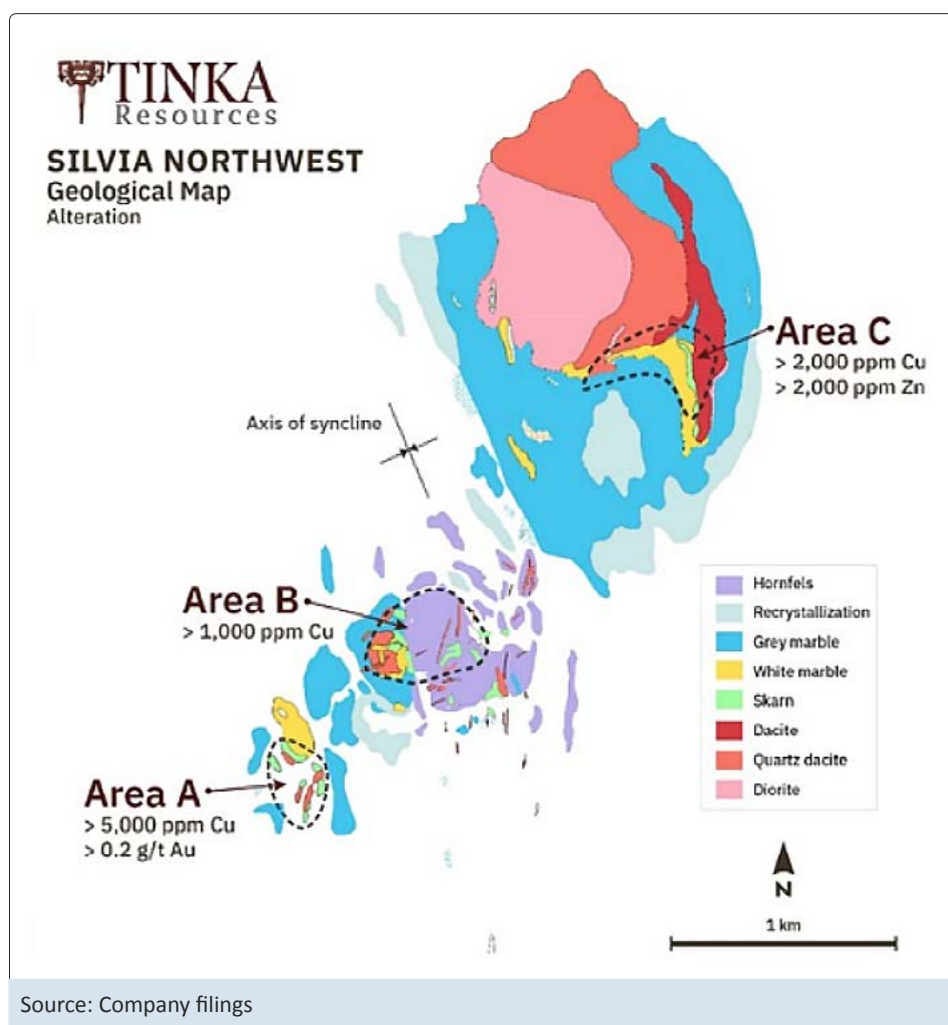 TINKA
Resources
SILVIA NORTHWEST
Geological Map
Alteration
Area C
> 2,000 ppm Cu
> 2,000 ppm Zn
Axis of syncline
Area B
> 1,000 ppm Cu
Area A
> 5,000 ppm Cu
> 0.2 g/t Au
Hornfels
Recrystallization
Grey marble
White marble
Skarn
Dacite
Quartz dacite
Diorite
N
1 km
Source: Company filings